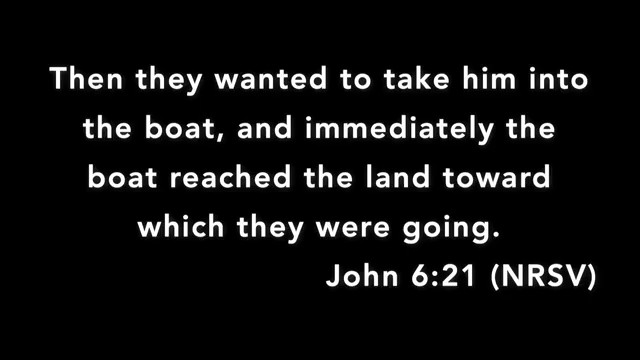 Then they wanted to take him into
the boat, and immediately the
boat reached the land toward
which they were going.
John 6:21 (NRSV)